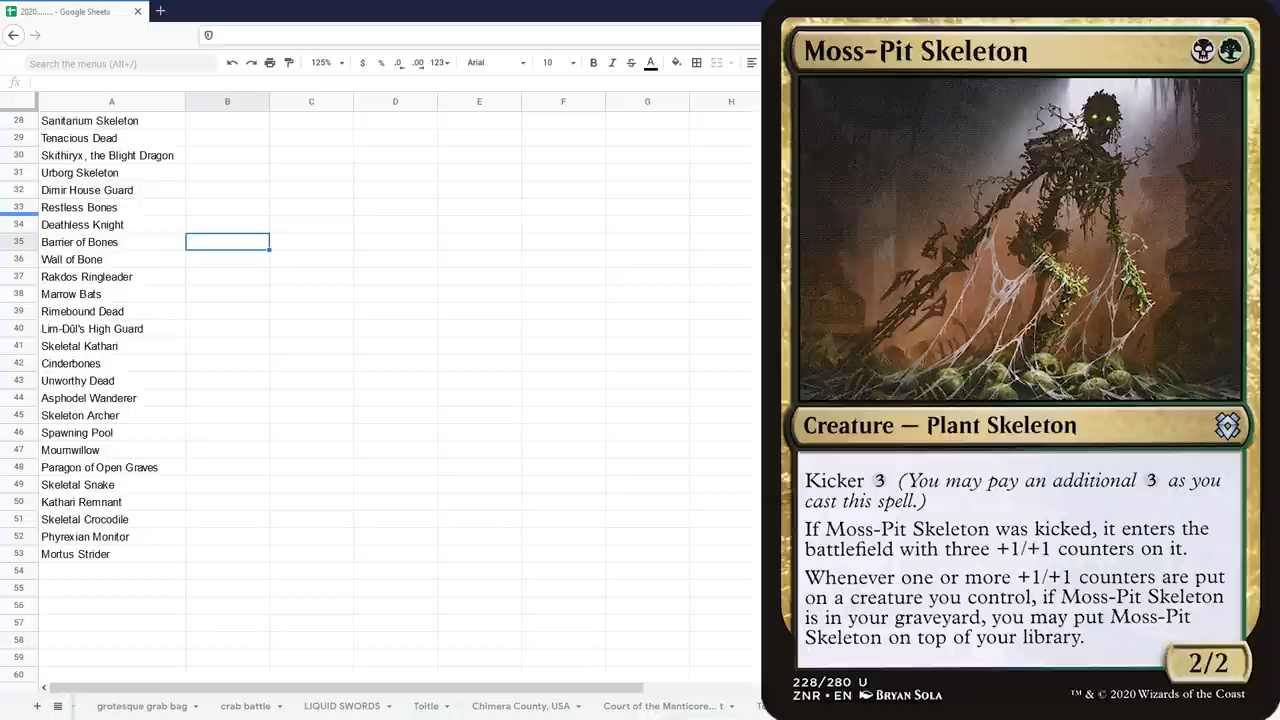 2020........ - Google Sheets
Search the menus (Alt+/)
125%
$
%
.0
.00
123
Arial
10
B
I
S
A
fx
A
B
C
D
E
F
G
H
28 Sanitarium Skeleton
29 Tenacious Dead
30 Skithiryx, the Blight Dragon
31 Urborg Skeleton
32 Dimir House Guard
33 Restless Bones
34 Deathless Knight
35 Barrier of Bones
36 Wall of Bone
37 Rakdos Ringleader
38 Marrow Bats
39 Rimebound Dead
40 Lim-Dûl's High Guard
41 Skeletal Kathari
42 Cinderbones
43 Unworthy Dead
44 Asphodel Wanderer
45 Skeleton Archer
46 Spawning Pool
47 Mournwillow
48 Paragon of Open Graves
49 Skeletal Snake
50 Kathari Remnant
51 Skeletal Crocodile
52 Phyrexian Monitor
53 Mortus Strider
54
55
56
57
58
59
60
grotesque grab bag
crab battle
LIQUID SWORDS
Toitle
Chimera County, USA
Court of the Manticore... t
Moss-Pit Skeleton
Creature — Plant Skeleton
Kicker 3 (You may pay an additional 3 as you
cast this spell.)
If Moss-Pit Skeleton was kicked, it enters the
battlefield with three +1/+1 counters on it.
Whenever one or more +1/+1 counters are put
on a creature you control, if Moss-Pit Skeleton
is in your graveyard, you may put Moss-Pit
Skeleton on top of your library.
2/2
228/280 U
ZNR • EN BRYAN SOLA
™ & © 2020 Wizards of the Coast